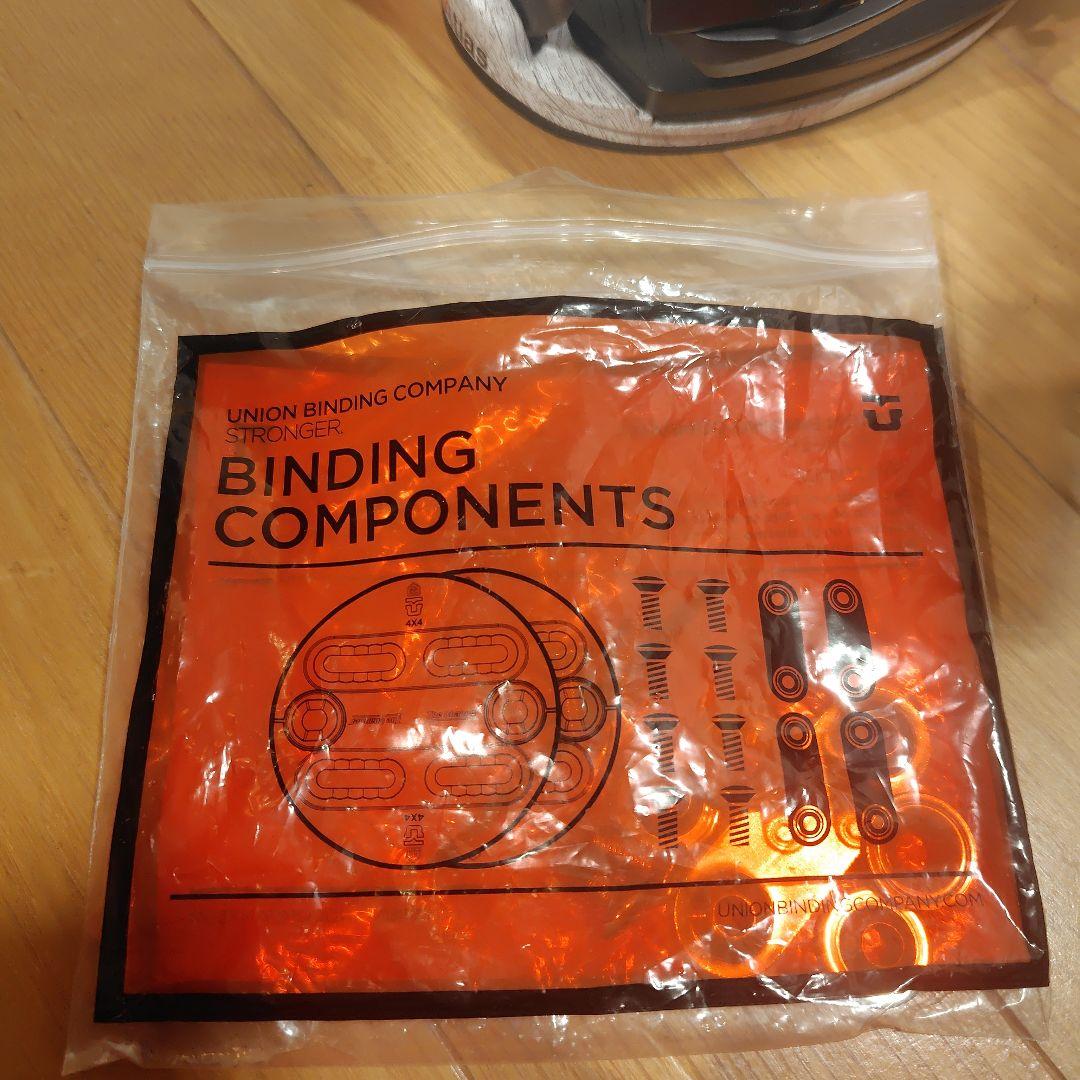 UNION BINDING COMPANY
STRONGER.
BINDING
COMPONENTS
4X4
4X4
UNIONBINDINGCOMPANY.COM